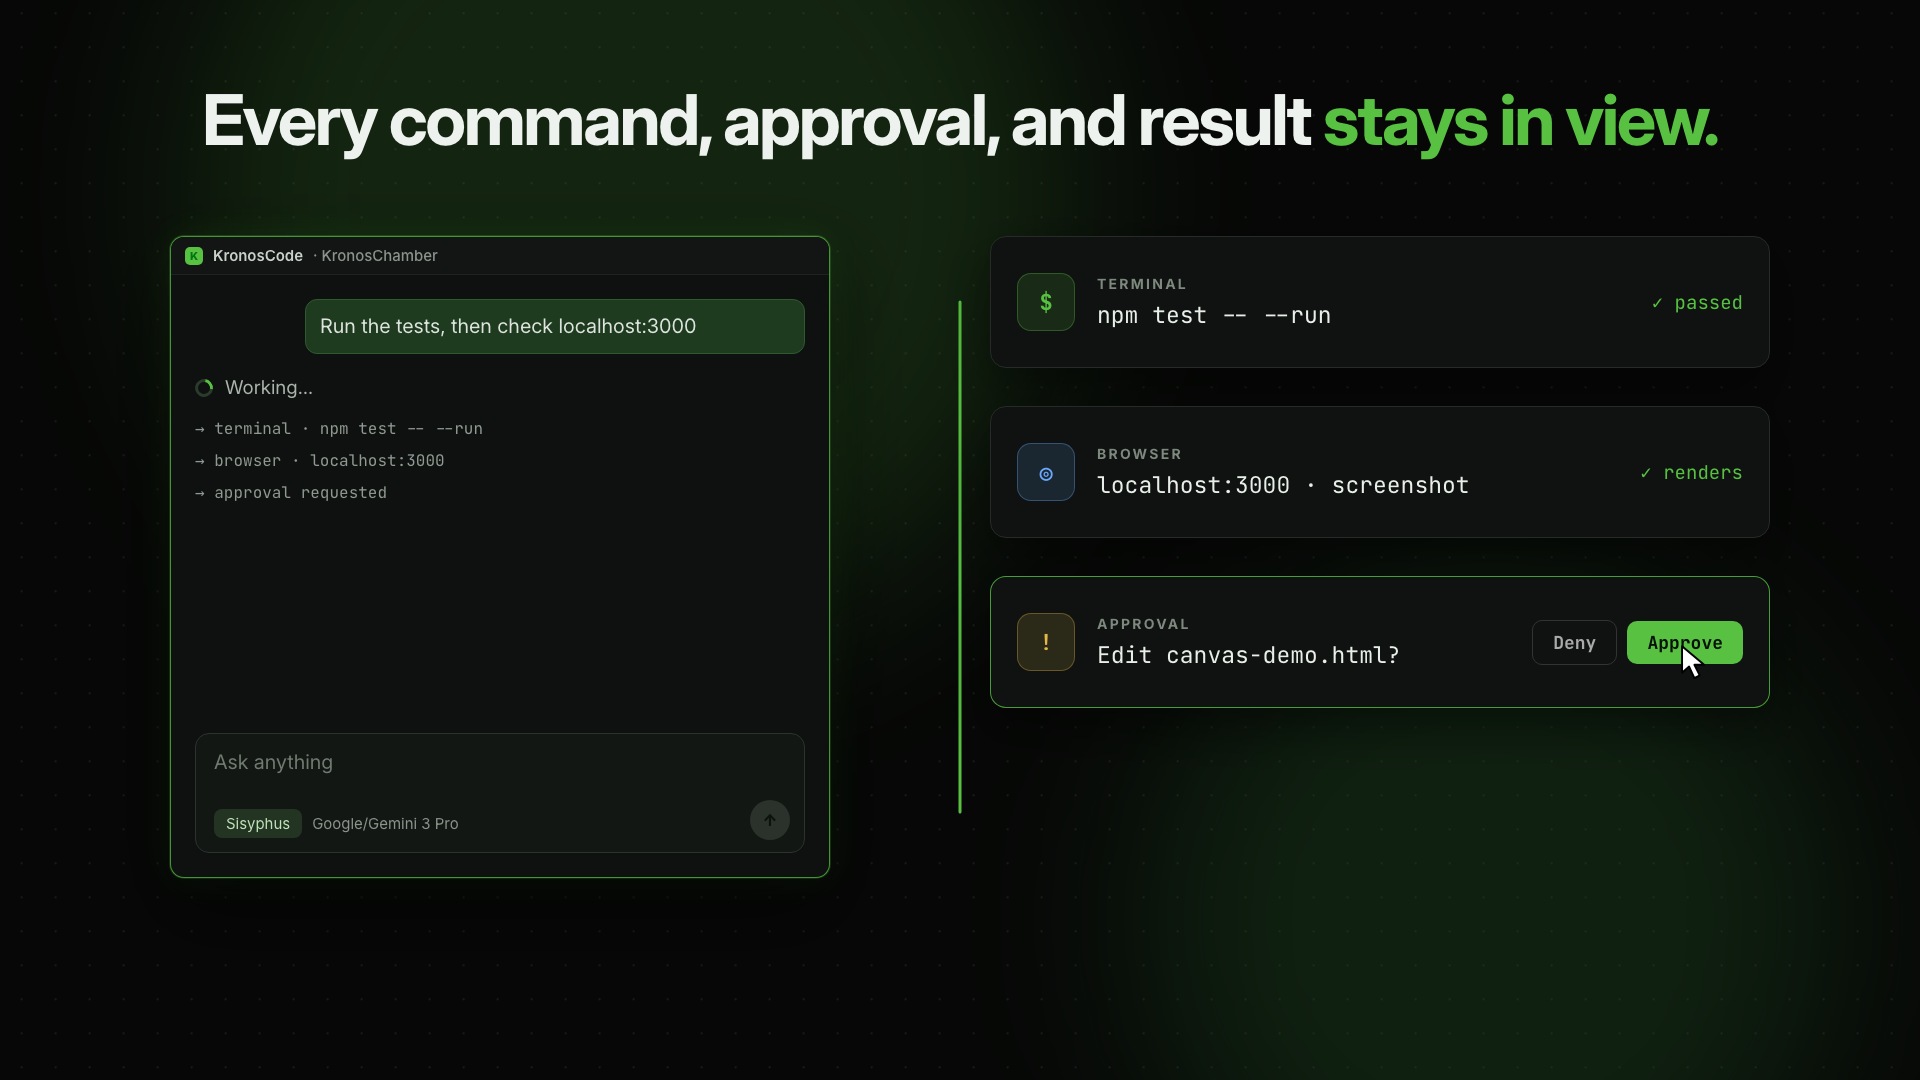 Every command, approval, and result stays in view.
K KronosCode · KronosChamber
Run the tests, then check localhost:3000
Working...
→ terminal · npm test -- --run
→ browser · localhost:3000
→ approval requested
Ask anything
Sisyphus Google/Gemini 3 Pro
$ TERMINAL
npm test -- --run
✓ passed
BROWSER
localhost:3000 · screenshot
✓ renders
! APPROVAL
Edit canvas-demo.html?
Deny Approve